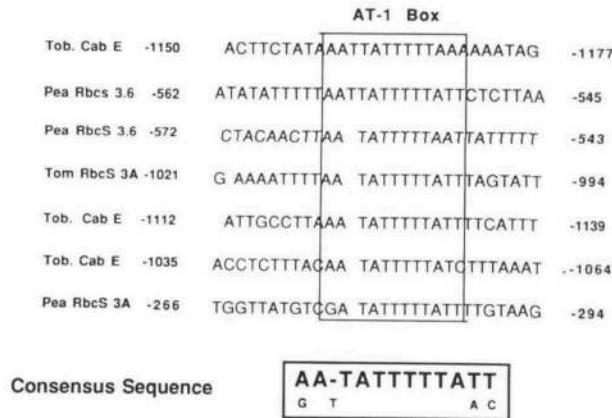 AT-1 Box
Tob. Cab E -1150 ACTTCTATAAATTATTTTTAAAAAATAG -1177
Pea Rbcs 3.6 -562 ATATATTTTTAATTATTTTTATTCTCTTAA -545
Pea RbcS 3.6 -572 CTACAACTTAA TATTTTTAATTATTTTT -543
Tom RbcS 3A -1021 G AAAATTTTAA TATTTTTATTTAGTATT -994
Tob. Cab E -1112 ATTGCCTTAAA TATTTTTATTTTCATTT -1139
Tob. Cab E -1035 ACCTCTTTACAA TATTTTTATCTTTAAAT .-1064
Pea RbcS 3A -266 TGGTTATGTCGATATTTTTATTTTGTAAG -294
Consensus Sequence AA-TATTTTTATT
G T A C